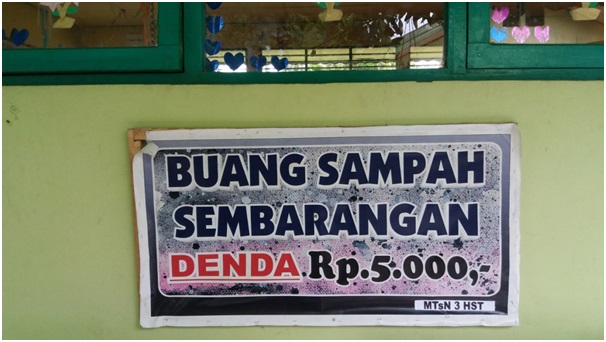 BUANG SAMPAH
SEMBARANGAN
DENDA Rp.5.000,-
MTsN 3 HST